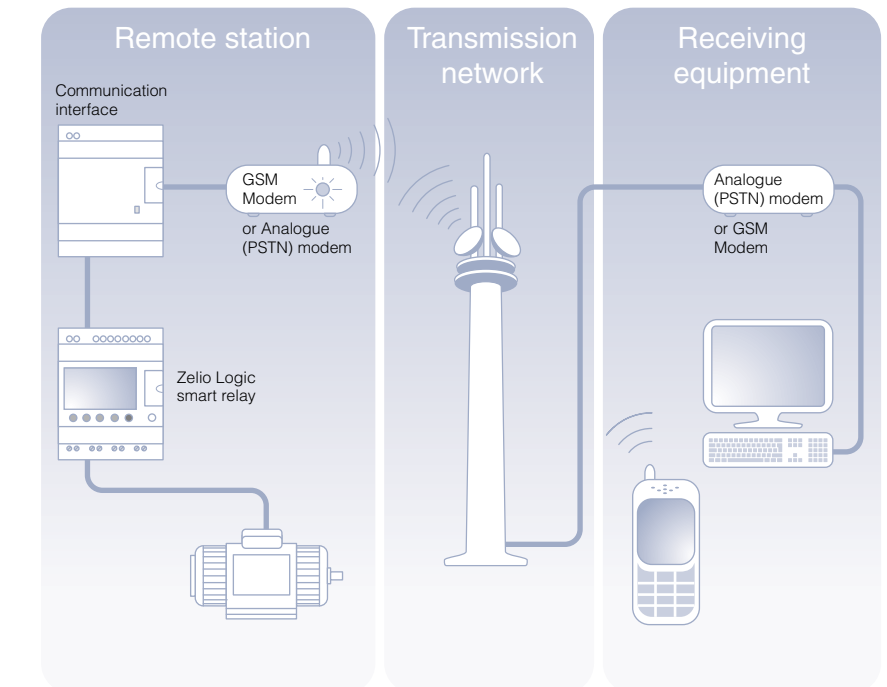 Remote station
Communication
interface
GSM
Modem
or Analogue
(PSTN) modem
Zelio Logic
smart relay
Transmission
network
Receiving
equipment
Analogue
(PSTN) modem
or GSM
Modem